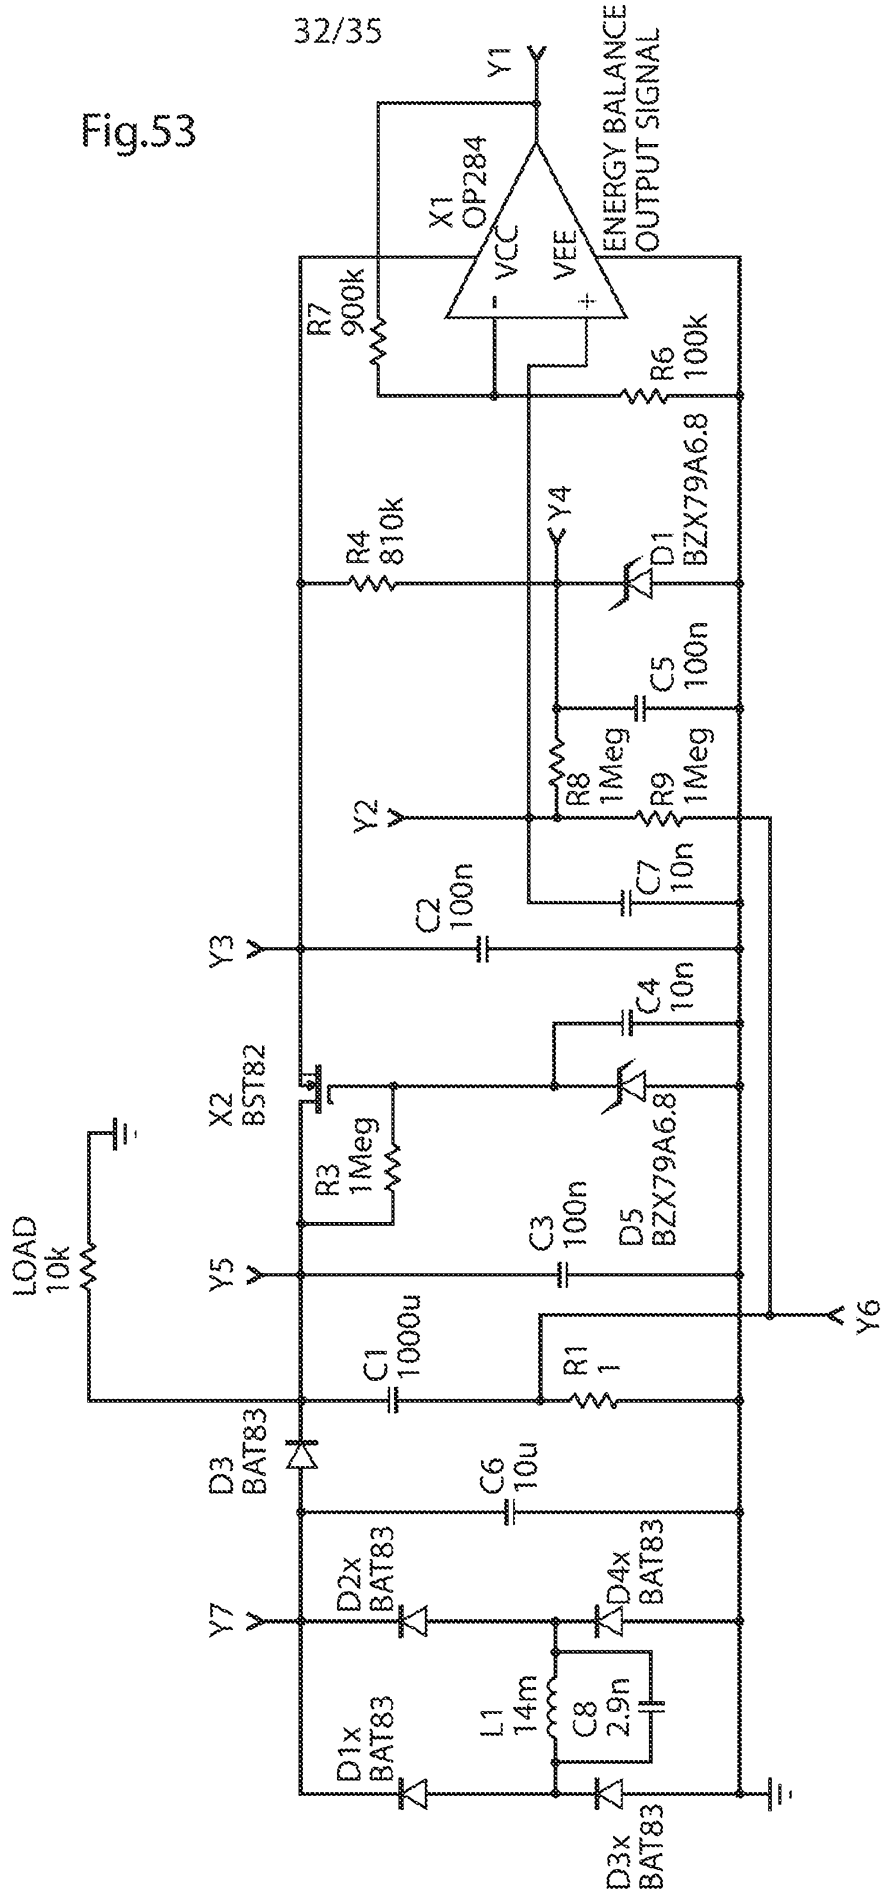 32/35
Fig.53
LOAD
10k
D3
BAT83
Y7
Y5
X2
BST82
Y3
Y2
R7
900k
X1
OP284
Y1
VCC
VEE
-
+
ENERGY BALANCE
OUTPUT SIGNAL
R4
810k
Y4
R6
100k
D1
BZX79A6.8
C5
100n
R8
1Meg
R9
1Meg
C2
100n
C7
10n
C4
10n
R3
1Meg
D5
BZX79A6.8
C3
100n
C1
1000u
R1
1
Y6
C6
10u
D2x
BAT83
D4x
BAT83
D1x
BAT83
L1
14m
C8
2.9n
D3x
BAT83